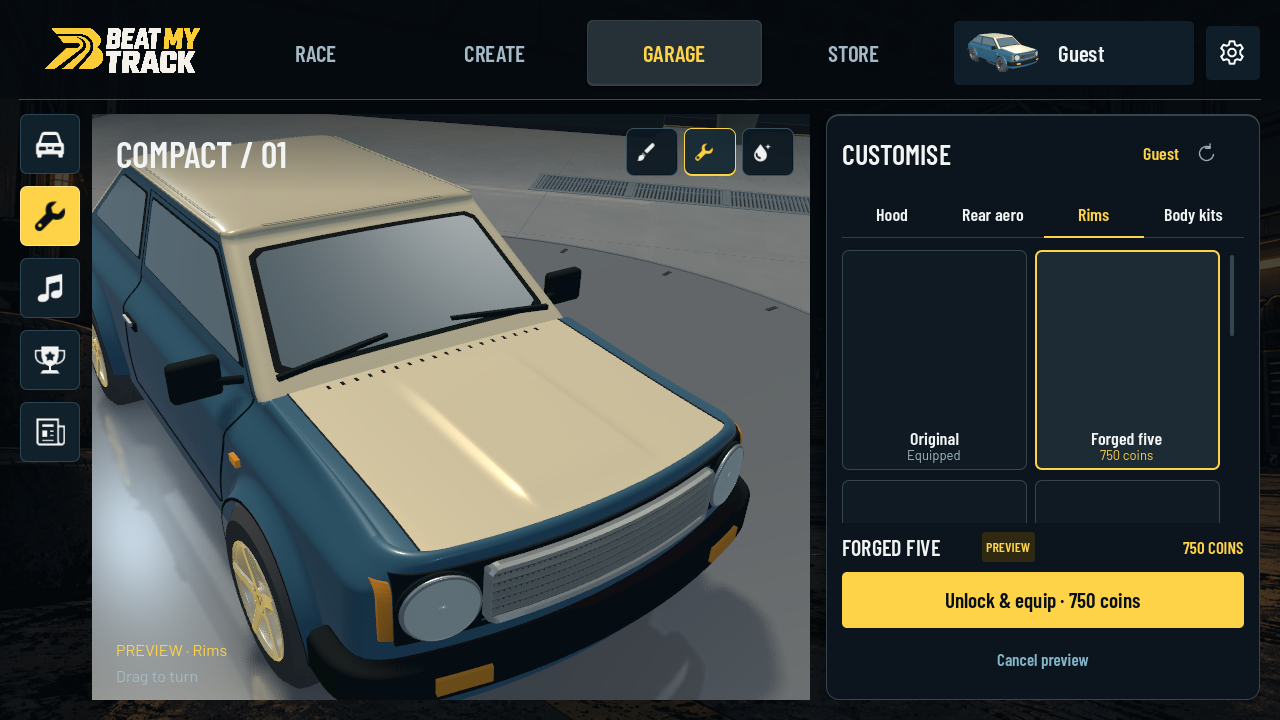 BEAT MY
TRACK
RACE
CREATE
GARAGE
STORE
Guest
COMPACT / 01
CUSTOMISE
Guest
Hood
Rear aero
Rims
Body kits
Original
Equipped
Forged five
750 coins
FORGED FIVE
PREVIEW
750 COINS
Unlock & equip · 750 coins
Cancel preview
PREVIEW · Rims
Drag to turn